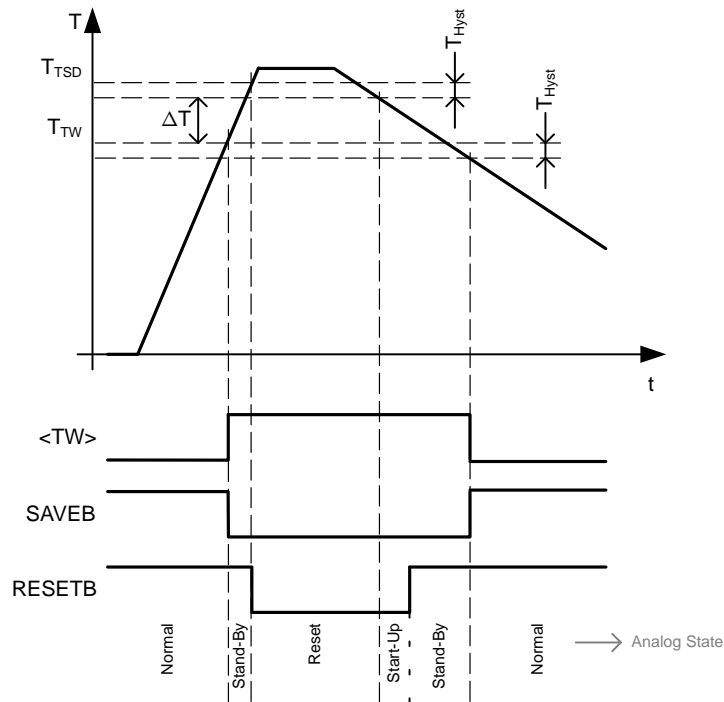 T
T_TSD
T_Hyst
ΔT
T_TW
T_Hyst
t
<TW>
SAVEB
RESETB
Normal
Stand-By
Reset
Start-Up
Stand-By
Normal
Analog State